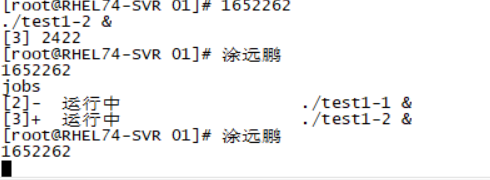 [root@RHEL74-SVR 01]# 1652262
./test1-2 &
[3] 2422
[root@RHEL74-SVR 01]# 涂远鹏
1652262
jobs
[2]- 运行中 ./test1-1 &
[3]+ 运行中 ./test1-2 &
[root@RHEL74-SVR 01]# 涂远鹏
1652262